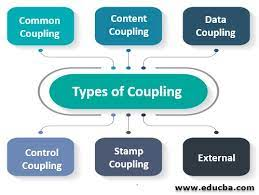 Common
Coupling
Content
Coupling
Data
Coupling
Types of Coupling
Control
Coupling
Stamp
Coupling
External
www.educba.com